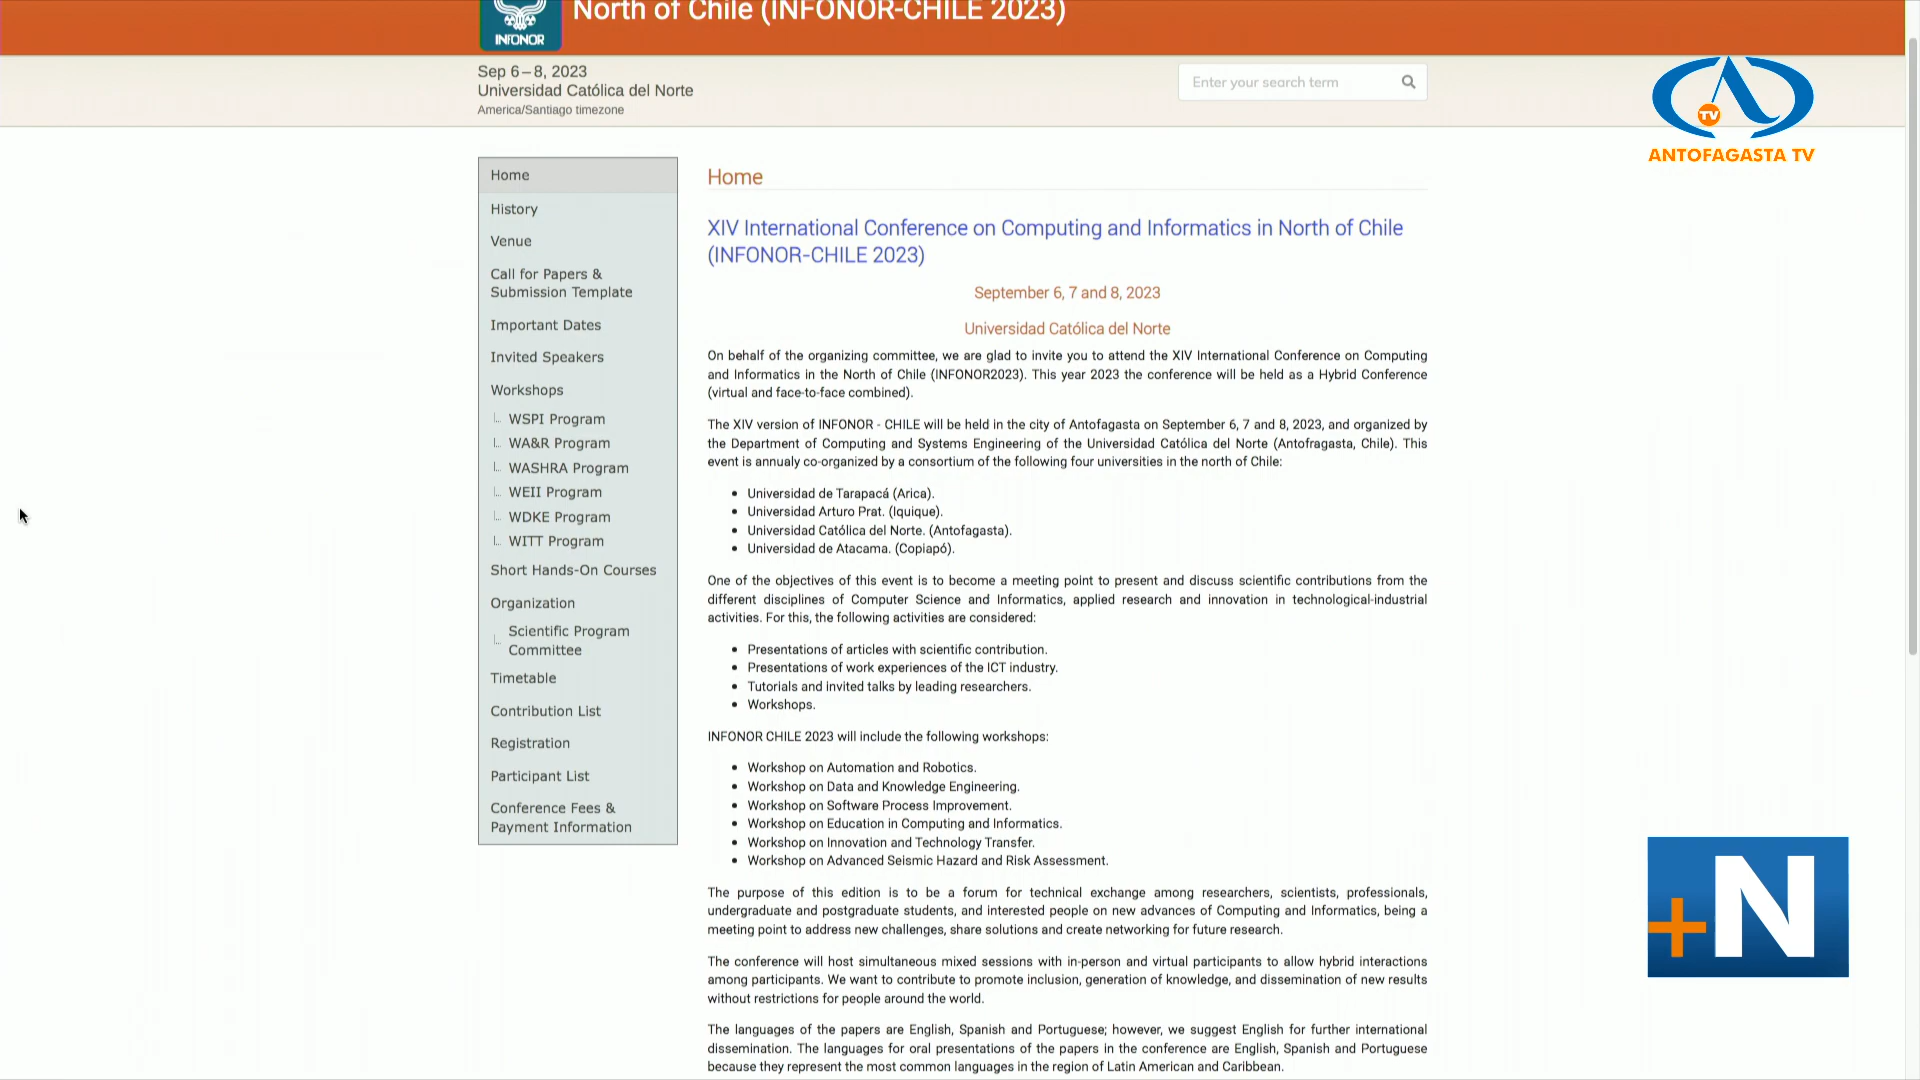 North of Chile (INFONOR-CHILE 2023)
INFONOR
Sep 6–8, 2023
Universidad Católica del Norte
America/Santiago timezone
Enter your search term
TV
ANTOFAGASTA TV
Home
History
Venue
Call for Papers &
Submission Template
Important Dates
Invited Speakers
Workshops
WSPI Program
WA&R Program
WASHRA Program
WEII Program
WDKE Program
WITT Program
Short Hands-On Courses
Organization
Scientific Program
Committee
Timetable
Contribution List
Registration
Participant List
Conference Fees &
Payment Information
Home
XIV International Conference on Computing and Informatics in North of Chile
(INFONOR-CHILE 2023)
September 6, 7 and 8, 2023
Universidad Católica del Norte
On behalf of the organizing committee, we are glad to invite you to attend the XIV International Conference on Computing
and Informatics in the North of Chile (INFONOR2023). This year 2023 the conference will be held as a Hybrid Conference
(virtual and face-to-face combined).
The XIV version of INFONOR - CHILE will be held in the city of Antofagasta on September 6, 7 and 8, 2023, and organized by
the Department of Computing and Systems Engineering of the Universidad Católica del Norte (Antofragasta, Chile). This
event is annualy co-organized by a consortium of the following four universities in the north of Chile:
• Universidad de Tarapacá (Arica).
• Universidad Arturo Prat. (Iquique).
• Universidad Católica del Norte. (Antofagasta).
• Universidad de Atacama. (Copiapó).
One of the objectives of this event is to become a meeting point to present and discuss scientific contributions from the
different disciplines of Computer Science and Informatics, applied research and innovation in technological-industrial
activities. For this, the following activities are considered:
• Presentations of articles with scientific contribution.
• Presentations of work experiences of the ICT industry.
• Tutorials and invited talks by leading researchers.
• Workshops.
INFONOR CHILE 2023 will include the following workshops:
• Workshop on Automation and Robotics.
• Workshop on Data and Knowledge Engineering.
• Workshop on Software Process Improvement.
• Workshop on Education in Computing and Informatics.
• Workshop on Innovation and Technology Transfer.
• Workshop on Advanced Seismic Hazard and Risk Assessment.
The purpose of this edition is to be a forum for technical exchange among researchers, scientists, professionals,
undergraduate and postgraduate students, and interested people on new advances of Computing and Informatics, being a
meeting point to address new challenges, share solutions and create networking for future research.
The conference will host simultaneous mixed sessions with in-person and virtual participants to allow hybrid interactions
among participants. We want to contribute to promote inclusion, generation of knowledge, and dissemination of new results
without restrictions for people around the world.
The languages of the papers are English, Spanish and Portuguese; however, we suggest English for further international
dissemination. The languages for oral presentations of the papers in the conference are English, Spanish and Portuguese
because they represent the most common languages in the region of Latin American and Caribbean.
+N